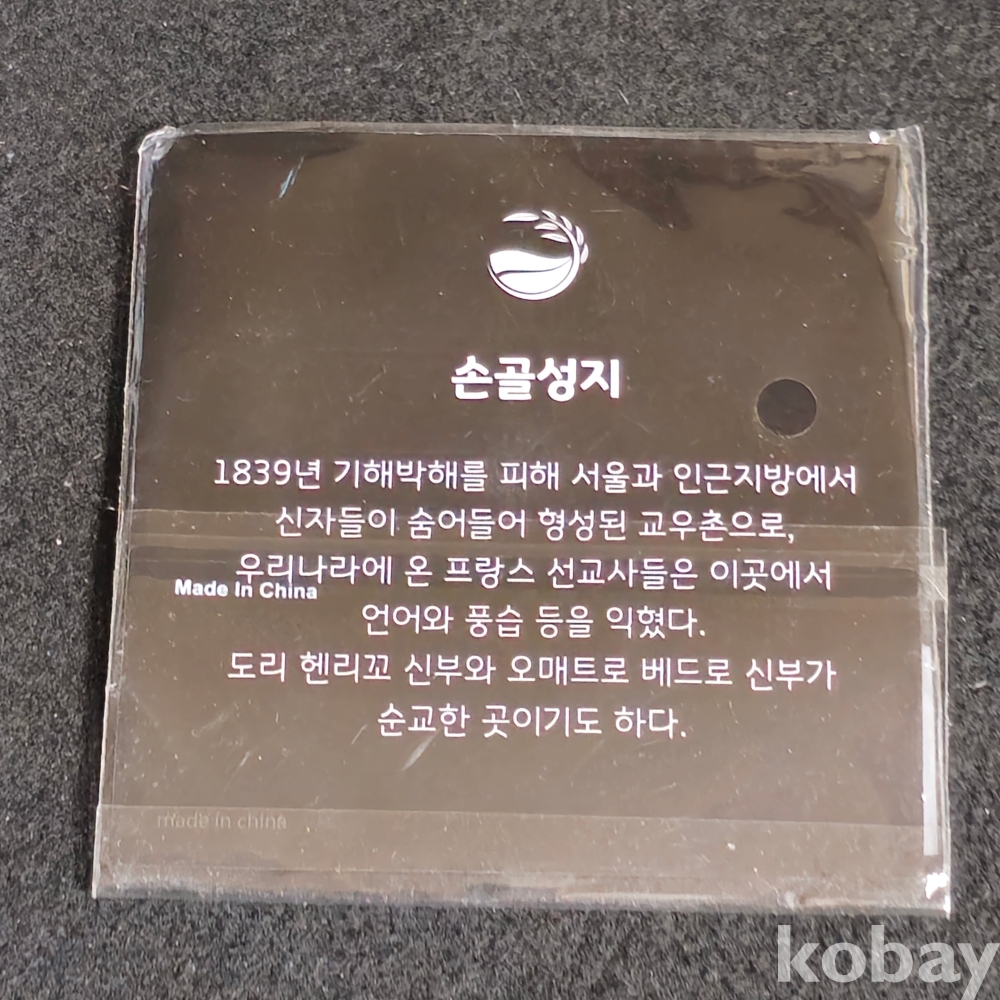 손골성지
1839년 기해박해를 피해 서울과 인근지방에서
신자들이 숨어들어 형성된 교우촌으로,
우리나라에 온 프랑스 선교사들은 이곳에서
Made In China
언어와 풍습 등을 익혔다.
도리 헨리꼬 신부와 오매트로 베드로 신부가
순교한 곳이기도 하다.
made in china
kobay